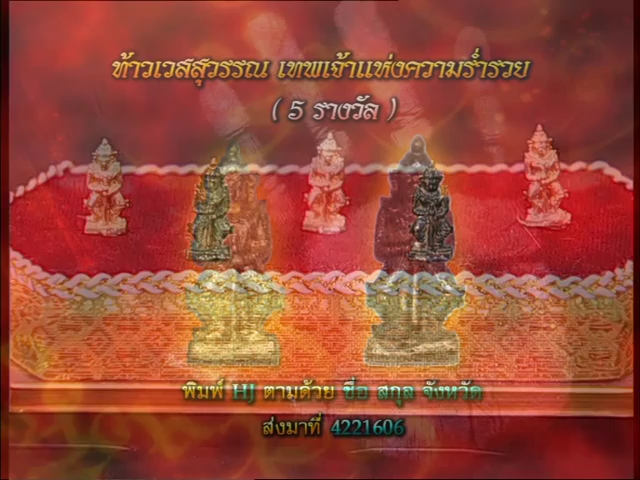 ท้าวเวสสุวรรณ เทพเจ้าแห่งความร่ำรวย
( 5 รางวัล )
พิมพ์ HJ ตามด้วย ชื่อ สกุล จังหวัด
ส่งมาที่ 4221606